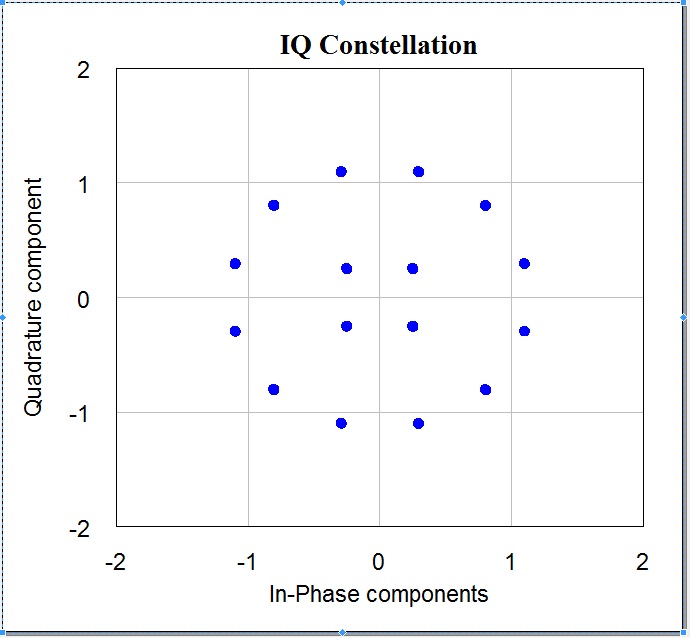 IQ Constellation
2
1
0
-1
-2
Quadrature component
-2 -1 0 1 2
In-Phase components